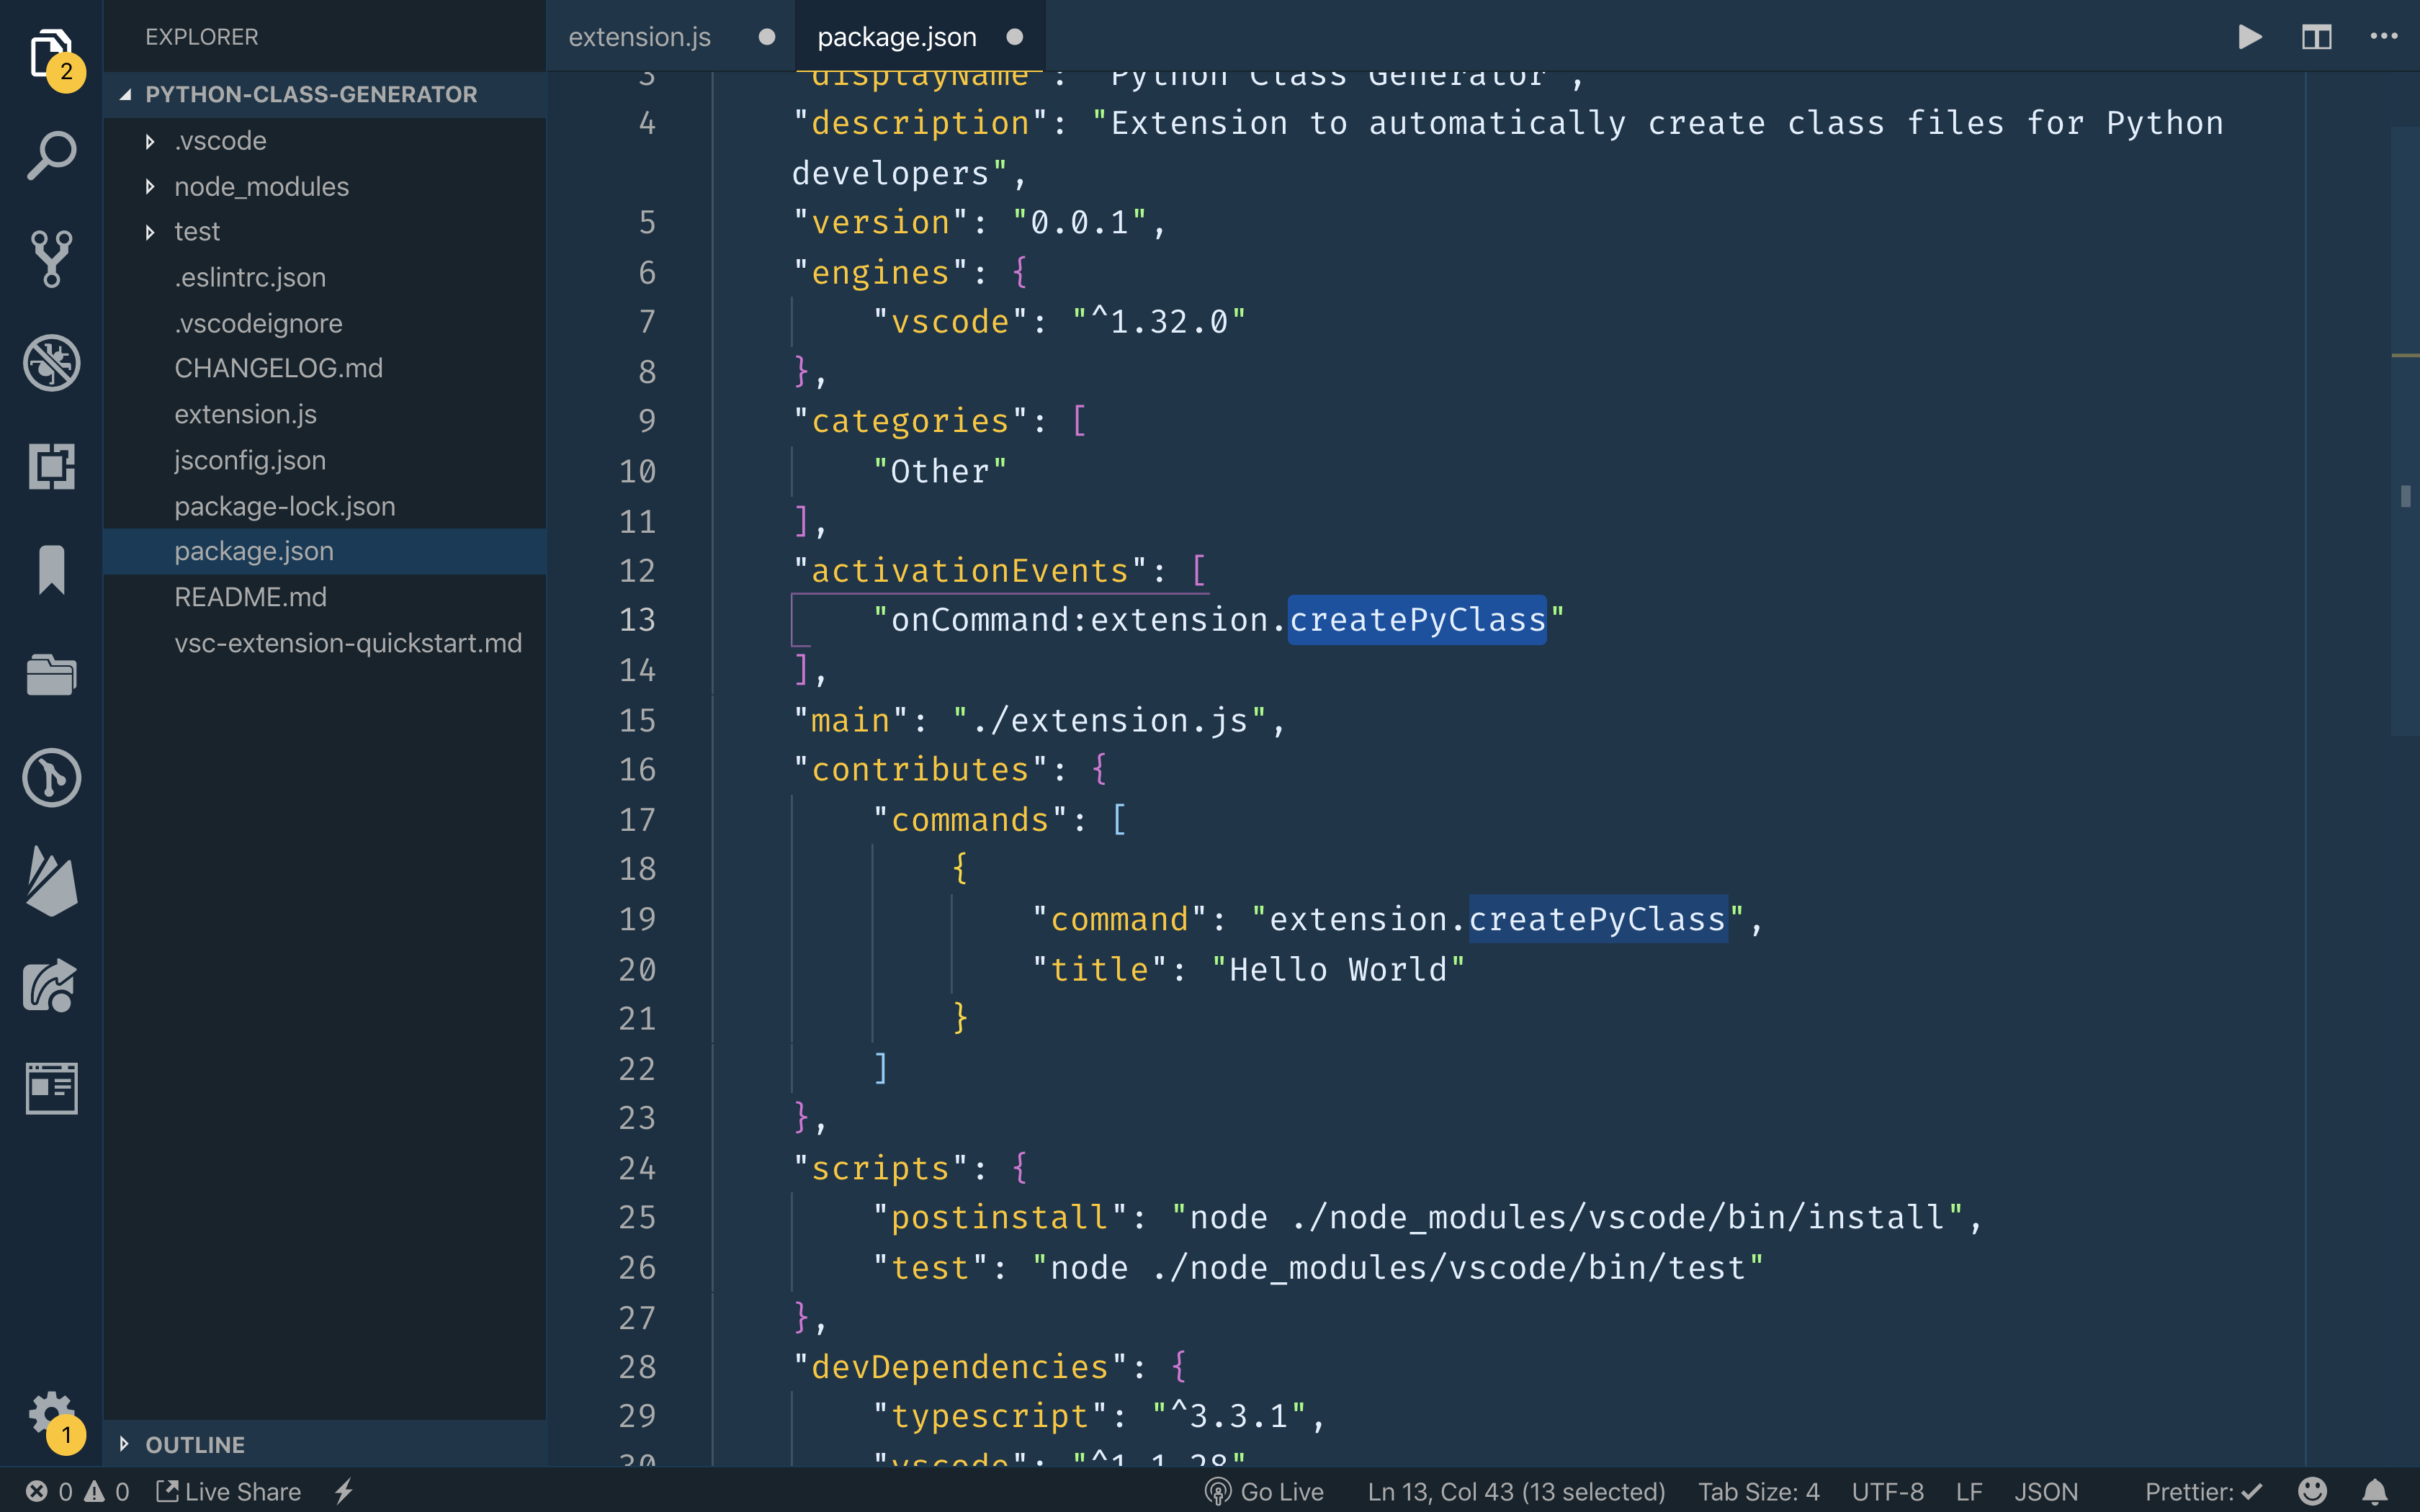 EXPLORER
2
PYTHON-CLASS-GENERATOR
.vscode
node_modules
test
.eslintrc.json
.vscodeignore
CHANGELOG.md
extension.js
jsconfig.json
package-lock.json
package.json
README.md
vsc-extension-quickstart.md
1
OUTLINE
extension.js package.json
3 "displayName": "Python Class Generator",
4 "description": "Extension to automatically create class files for Python
developers",
5 "version": "0.0.1",
6 "engines": {
7 "vscode": "^1.32.0"
8 },
9 "categories": [
10 "Other"
11 ],
12 "activationEvents": [
13 "onCommand:extension.createPyClass"
14 ],
15 "main": "./extension.js",
16 "contributes": {
17 "commands": [
18 {
19 "command": "extension.createPyClass",
20 "title": "Hello World"
21 }
22 ]
23 },
24 "scripts": {
25 "postinstall": "node ./node_modules/vscode/bin/install",
26 "test": "node ./node_modules/vscode/bin/test"
27 },
28 "devDependencies": {
29 "typescript": "^3.3.1",
30 "vscode": "^1.1.28"
0 0 Live Share Go Live Ln 13, Col 43 (13 selected) Tab Size: 4 UTF-8 LF JSON Prettier: ✓